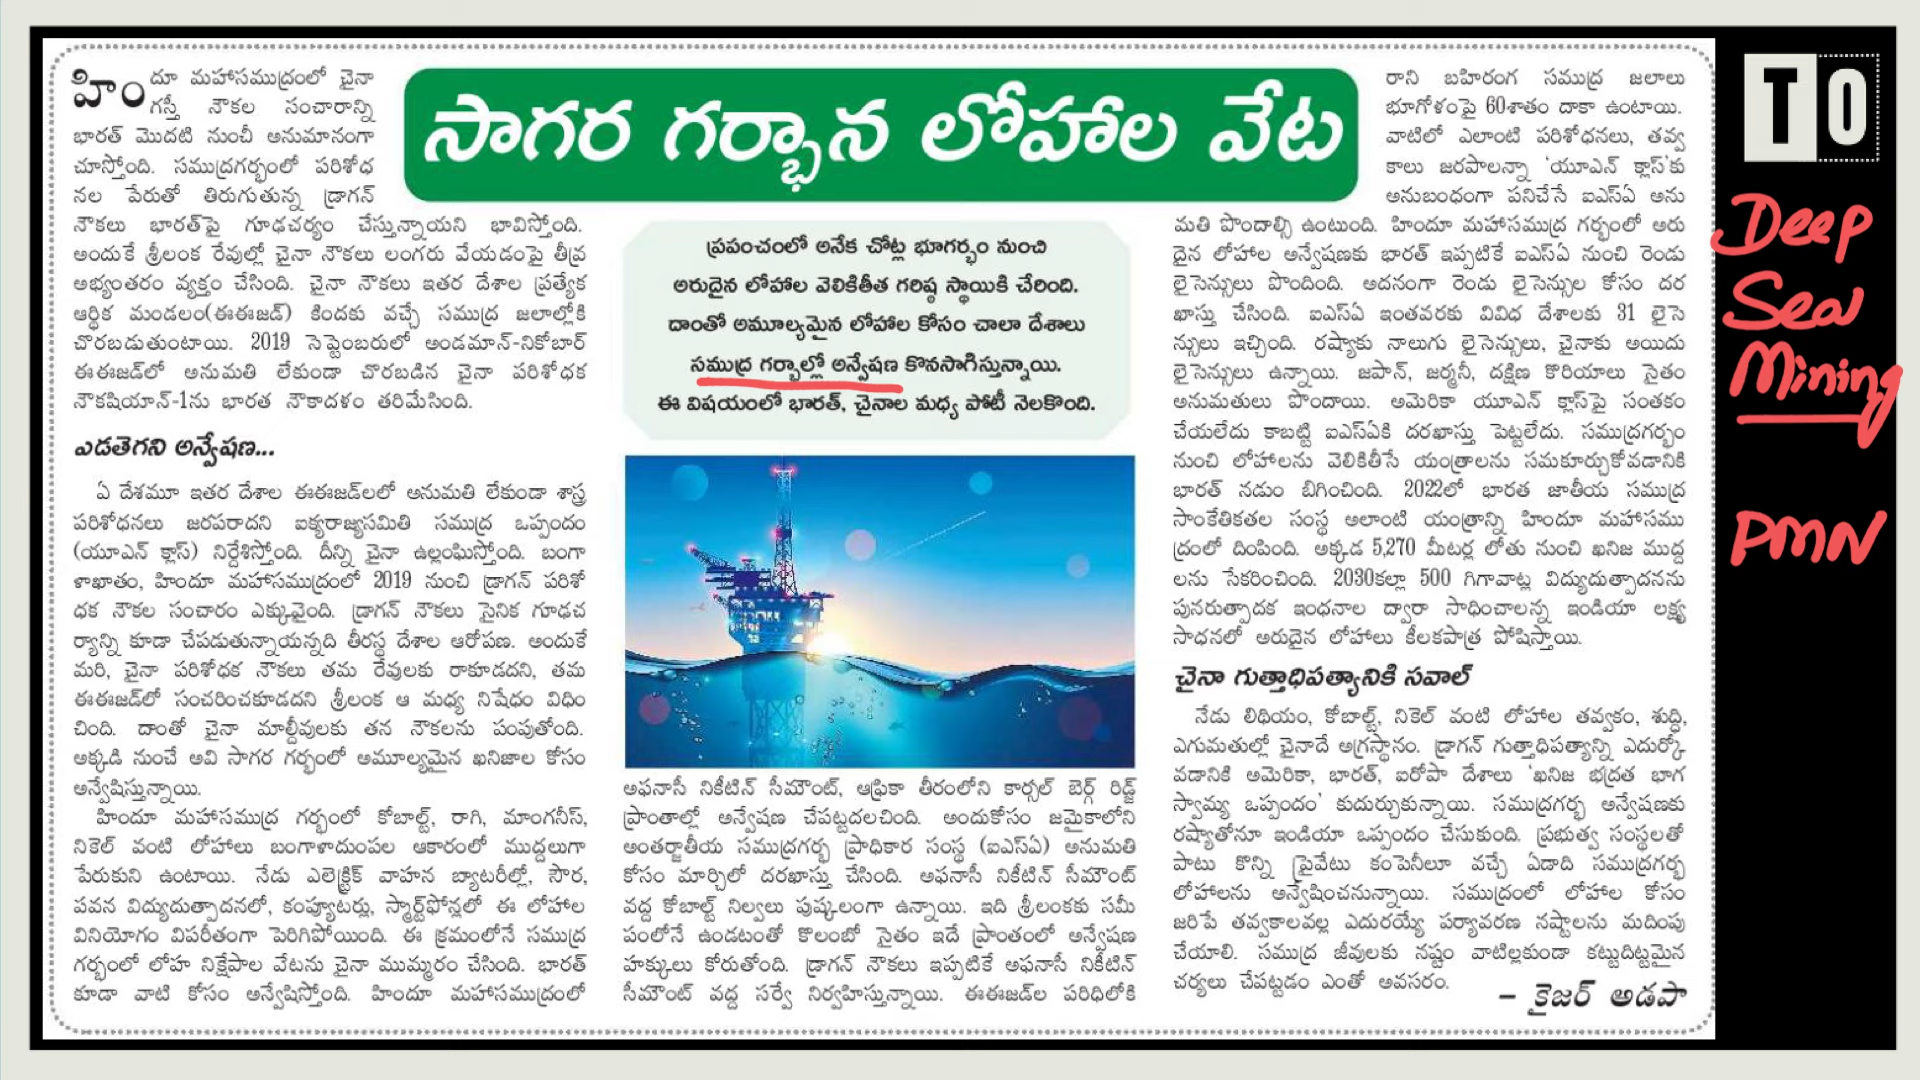 సాగర గర్భాన లోహాల వేట
హిందూ మహాసముద్రంలో చైనా
గస్తీ నౌకల సంచారాన్ని
భారత్ మొదటి నుంచీ అనుమానంగా
చూస్తోంది. సముద్రగర్భంలో పరిశోధ
నల పేరుతో తిరుగుతున్న డ్రాగన్
నౌకలు భారత్‌పై గూఢచర్యం చేస్తున్నాయని భావిస్తోంది.
అందుకే శ్రీలంక రేవుల్లో చైనా నౌకలు లంగరు వేయడంపై తీవ్ర
అభ్యంతరం వ్యక్తం చేసింది. చైనా నౌకలు ఇతర దేశాల ప్రత్యేక
ఆర్థిక మండలం(ఈఈజడ్) కిందకు వచ్చే సముద్ర జలాల్లోకి
చొరబడుతుంటాయి. 2019 సెప్టెంబరులో అండమాన్-నికోబార్
ఈఈజడ్‌లో అనుమతి లేకుండా చొరబడిన చైనా పరిశోధక
నౌకషియాన్-1ను భారత నౌకాదళం తరిమేసింది.
ఎడతెగని అన్వేషణ...
ఏ దేశమూ ఇతర దేశాల ఈఈజడ్‌లలో అనుమతి లేకుండా శాస్త్ర
పరిశోధనలు జరపరాదని ఐక్యరాజ్యసమితి సముద్ర ఒప్పందం
(యూఎన్ క్లాస్) నిర్దేశిస్తోంది. దీన్ని చైనా ఉల్లంఘిస్తోంది. బంగా
ళాఖాతం, హిందూ మహాసముద్రంలో 2019 నుంచి డ్రాగన్ పరిశో
ధక నౌకల సంచారం ఎక్కువైంది. డ్రాగన్ నౌకలు సైనిక గూఢచ
ర్యాన్ని కూడా చేపడుతున్నాయన్నది తీరస్థ దేశాల ఆరోపణ. అందుకే
మరి, చైనా పరిశోధక నౌకలు తమ రేవులకు రాకూడదని, తమ
ఈఈజడ్‌లో సంచరించకూడదని శ్రీలంక ఆ మధ్య నిషేధం విధిం
చింది. దాంతో చైనా మాల్దీవులకు తన నౌకలను పంపుతోంది.
అక్కడి నుంచే అవి సాగర గర్భంలో అమూల్యమైన ఖనిజాల కోసం
అన్వేషిస్తున్నాయి.
హిందూ మహాసముద్ర గర్భంలో కోబాల్ట్, రాగి, మాంగనీస్,
నికెల్ వంటి లోహాలు బంగాళాదుంపల ఆకారంలో ముద్దలుగా
పేరుకుని ఉంటాయి. నేడు ఎలెక్ట్రిక్ వాహన బ్యాటరీల్లో, సౌర,
పవన విద్యుదుత్పాదనలో, కంప్యూటర్లు, స్మార్ట్‌ఫోన్లలో ఈ లోహాల
వినియోగం విపరీతంగా పెరిగిపోయింది. ఈ క్రమంలోనే సముద్ర
గర్భంలో లోహ నిక్షేపాల వేటను చైనా ముమ్మరం చేసింది. భారత్
కూడా వాటి కోసం అన్వేషిస్తోంది. హిందూ మహాసముద్రంలో
ప్రపంచంలో అనేక చోట్ల భూగర్భం నుంచి
అరుదైన లోహాల వెలికితీత గరిష్ఠ స్థాయికి చేరింది.
దాంతో అమూల్యమైన లోహాల కోసం చాలా దేశాలు
సముద్ర గర్భాల్లో అన్వేషణ కొనసాగిస్తున్నాయి.
ఈ విషయంలో భారత్, చైనాల మధ్య పోటీ నెలకొంది.
అఫనాసీ నికీటిన్ సీమౌంట్, ఆఫ్రికా తీరంలోని కార్ల్సల్ బెర్గ్ రిడ్జ్
ప్రాంతాల్లో అన్వేషణ చేపట్టదలచింది. అందుకోసం జమైకాలోని
అంతర్జాతీయ సముద్రగర్భ ప్రాధికార సంస్థ (ఐఎస్ఏ) అనుమతి
కోసం మార్చిలో దరఖాస్తు చేసింది. అఫనాసీ నికీటిన్ సీమౌంట్
వద్ద కోబాల్ట్ నిల్వలు పుష్కలంగా ఉన్నాయి. ఇది శ్రీలంకకు సమీ
పంలోనే ఉండటంతో కొలంబో సైతం ఇదే ప్రాంతంలో అన్వేషణ
హక్కులు కోరుతోంది. డ్రాగన్ నౌకలు ఇప్పటికే అఫనాసీ నికీటిన్
సీమౌంట్ వద్ద సర్వే నిర్వహిస్తున్నాయి. ఈఈజడ్‌ల పరిధిలోకి
రాని బహిరంగ సముద్ర జలాలు
భూగోళంపై 60శాతం దాకా ఉంటాయి.
వాటిలో ఎలాంటి పరిశోధనలు, తవ్వ
కాలు జరపాలన్నా 'యూఎన్ క్లాస్'కు
అనుబంధంగా పనిచేసే ఐఎస్ఏ అను
మతి పొందాల్సి ఉంటుంది. హిందూ మహాసముద్ర గర్భంలో అరు
దైన లోహాల అన్వేషణకు భారత్ ఇప్పటికే ఐఎస్ఏ నుంచి రెండు
లైసెన్సులు పొందింది. అదనంగా రెండు లైసెన్సుల కోసం దర
ఖాస్తు చేసింది. ఐఎస్ఏ ఇంతవరకు వివిధ దేశాలకు 31 లైసె
న్సులు ఇచ్చింది. రష్యాకు నాలుగు లైసెన్సులు, చైనాకు అయిదు
లైసెన్సులు ఉన్నాయి. జపాన్, జర్మనీ, దక్షిణ కొరియాలు సైతం
అనుమతులు పొందాయి. అమెరికా యూఎన్ క్లాస్‌పై సంతకం
చేయలేదు కాబట్టి ఐఎస్ఏకి దరఖాస్తు పెట్టలేదు. సముద్రగర్భం
నుంచి లోహాలను వెలికితీసే యంత్రాలను సమకూర్చుకోవడానికి
భారత్ నడుం బిగించింది. 2022లో భారత జాతీయ సముద్ర
సాంకేతికతల సంస్థ అలాంటి యంత్రాన్ని హిందూ మహాసము
ద్రంలో దింపింది. అక్కడ 5,270 మీటర్ల లోతు నుంచి ఖనిజ ముద్ద
లను సేకరించింది. 2030కల్లా 500 గిగావాట్ల విద్యుదుత్పాదనను
పునరుత్పాదక ఇంధనాల ద్వారా సాధించాలన్న ఇండియా లక్ష్య
సాధనలో అరుదైన లోహాలు కీలకపాత్ర పోషిస్తాయి.
చైనా గుత్తాధిపత్యానికి సవాల్
నేడు లిథియం, కోబాల్ట్, నికెల్ వంటి లోహాల తవ్వకం, శుద్ధి,
ఎగుమతుల్లో చైనాదే అగ్రస్థానం. డ్రాగన్ గుత్తాధిపత్యాన్ని ఎదుర్కో
వడానికి అమెరికా, భారత్, ఐరోపా దేశాలు 'ఖనిజ భద్రత భాగ
స్వామ్య ఒప్పందం' కుదుర్చుకున్నాయి. సముద్రగర్భ అన్వేషణకు
రష్యాతోనూ ఇండియా ఒప్పందం చేసుకుంది. ప్రభుత్వ సంస్థలతో
పాటు కొన్ని ప్రైవేటు కంపెనీలూ వచ్చే ఏడాది సముద్రగర్భ
లోహాలను అన్వేషించనున్నాయి. సముద్రంలో లోహాల కోసం
జరిపే తవ్వకాలవల్ల ఎదురయ్యే పర్యావరణ నష్టాలను మదింపు
చేయాలి. సముద్ర జీవులకు నష్టం వాటిల్లకుండా కట్టుదిట్టమైన
చర్యలు చేపట్టడం ఎంతో అవసరం.
– కైజర్ అడపా
TO
Deep
Sea
Mining
PMN